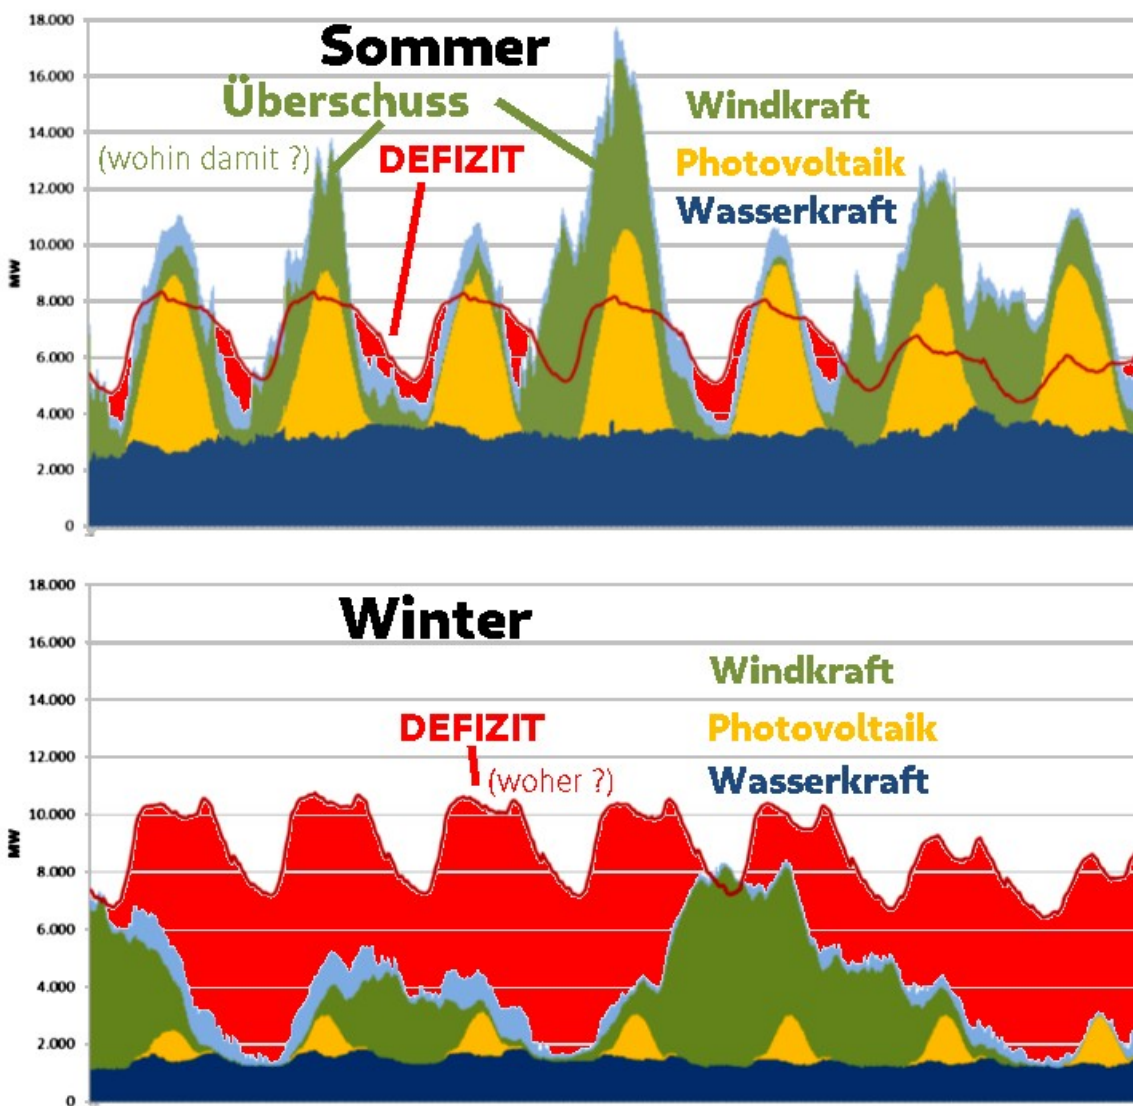 18.000
Sommer
16.000
Überschuss
Windkraft
14.000
(wohin damit ?)
DEFIZIT
Photovoltaik
12.000
Wasserkraft
10.000
MW
8.000
6.000
4.000
2.000
0
18.000
Winter
16.000
Windkraft
14.000
DEFIZIT
Photovoltaik
12.000
(woher ?)
Wasserkraft
10.000
MW
8.000
6.000
4.000
2.000
0